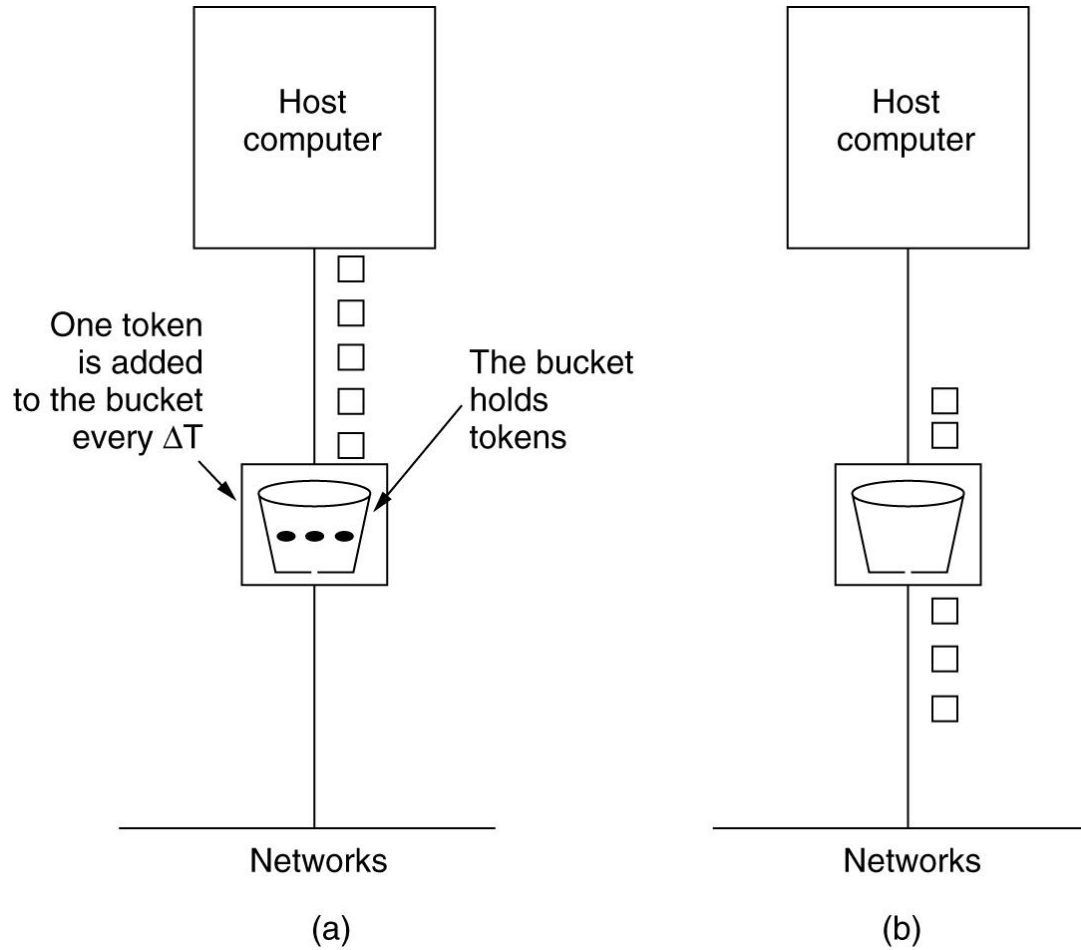 Host
computer
One token
is added
to the bucket
every ΔT
The bucket
holds
tokens
Networks
(a)
Host
computer
Networks
(b)